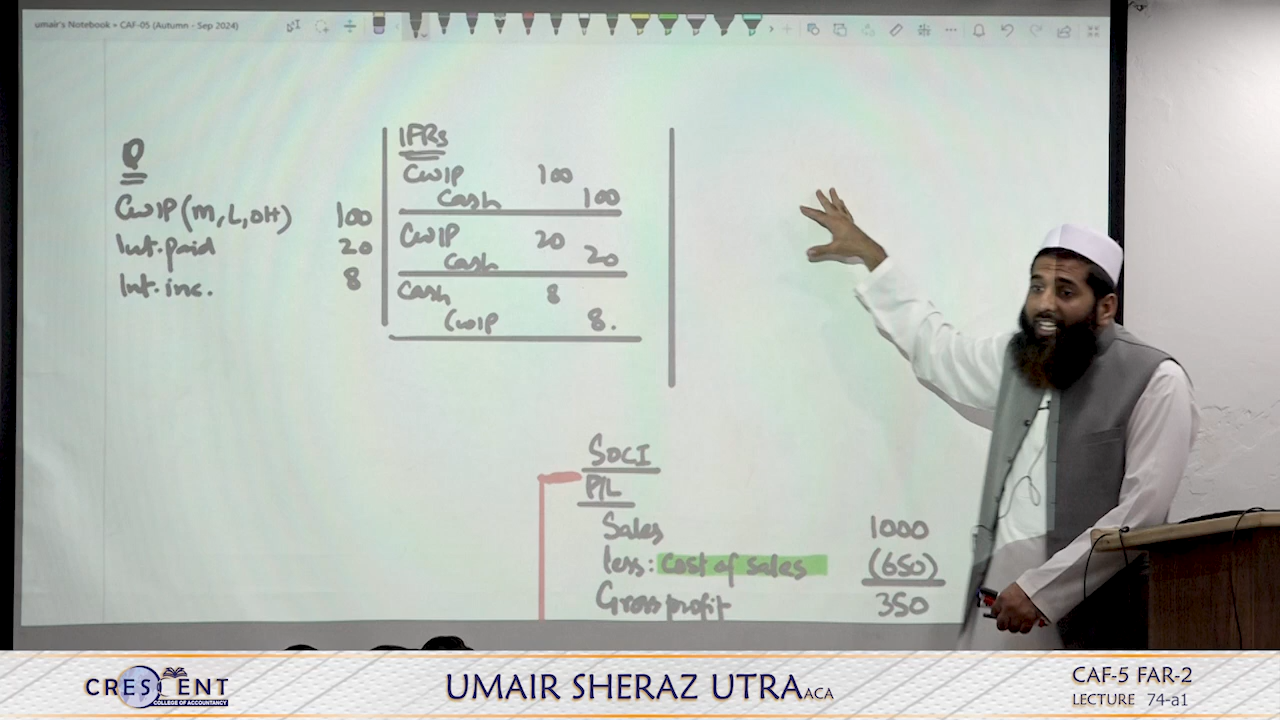 umair's Notebook > CAF-05 (Autumn - Sep 2024)
Q
CWIP (M, L, OH) 100
Int. paid 20
Int. inc. 8
IFRs
CWIP 100
Cash 100
CWIP 20
Cash 20
Cash 8
CWIP 8.
SOCI
P/L
Sales 1000
less: Cost of sales (650)
Gross profit 350
CRESCENT
COLLEGE OF ACCOUNTANCY
UMAIR SHERAZ UTRA ACA
CAF-5 FAR-2
LECTURE 74-a1